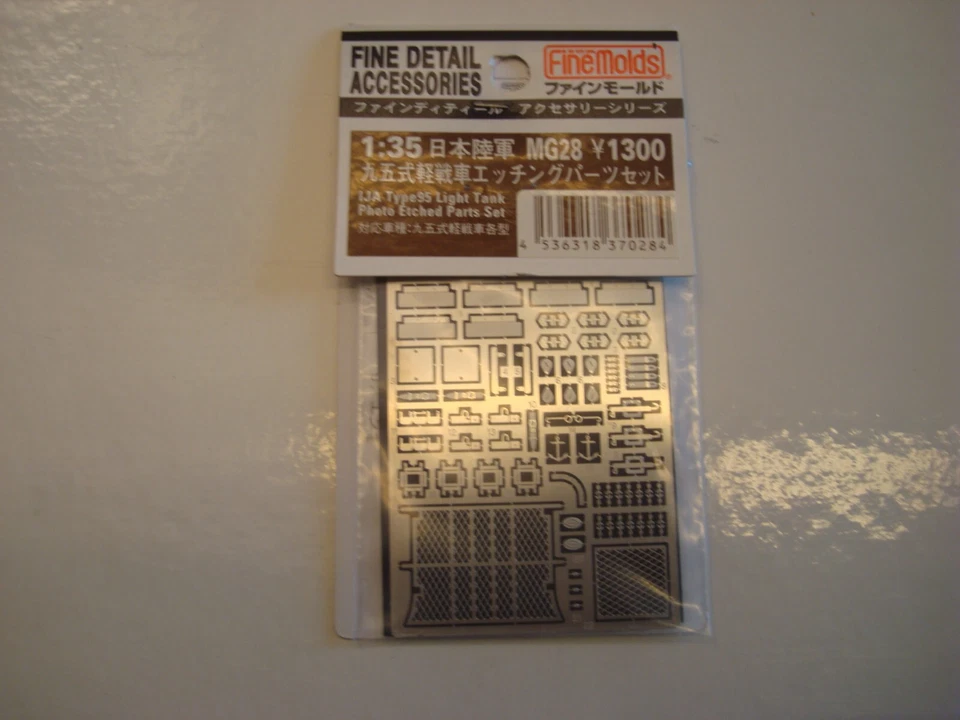 FINE DETAIL
ACCESSORIES
FineMolds
ファインモールド
ファインディティール アクセサリーシリーズ
1:35 日本陸軍 MG28 ¥1300
九五式軽戦車エッチングパーツセット
IJA Type95 Light Tank
Photo Etched Parts Set
対応車種:九五式軽戦車各型
4 536318 370284